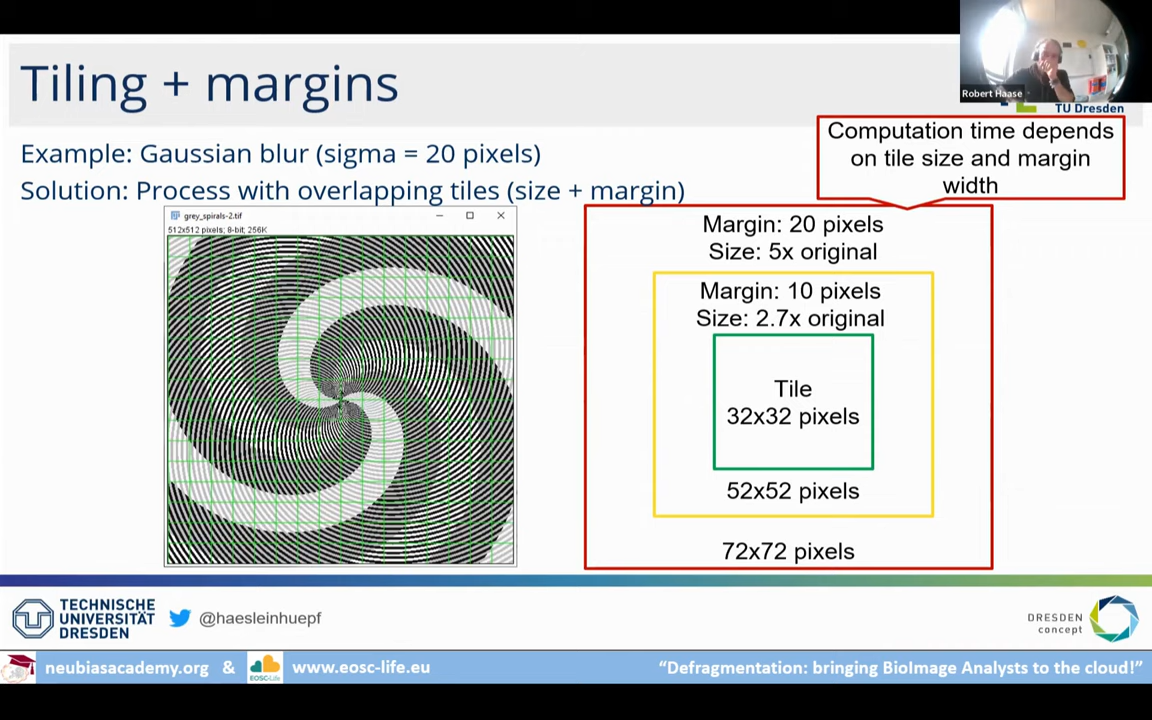 Tiling + margins
Robert Haase
TU Dresden
Example: Gaussian blur (sigma = 20 pixels)
Solution: Process with overlapping tiles (size + margin)
Computation time depends
on tile size and margin
width
grey_spirals-2.tif
512x512 pixels; 8-bit; 256K
Margin: 20 pixels
Size: 5x original
Margin: 10 pixels
Size: 2.7x original
Tile
32x32 pixels
52x52 pixels
72x72 pixels
TECHNISCHE
UNIVERSITÄT
DRESDEN
@haesleinhuepf
DRESDEN
concept
neubiasacademy.org & www.eosc-life.eu
EOSC-Life
“Defragmentation: bringing BioImage Analysts to the cloud!”